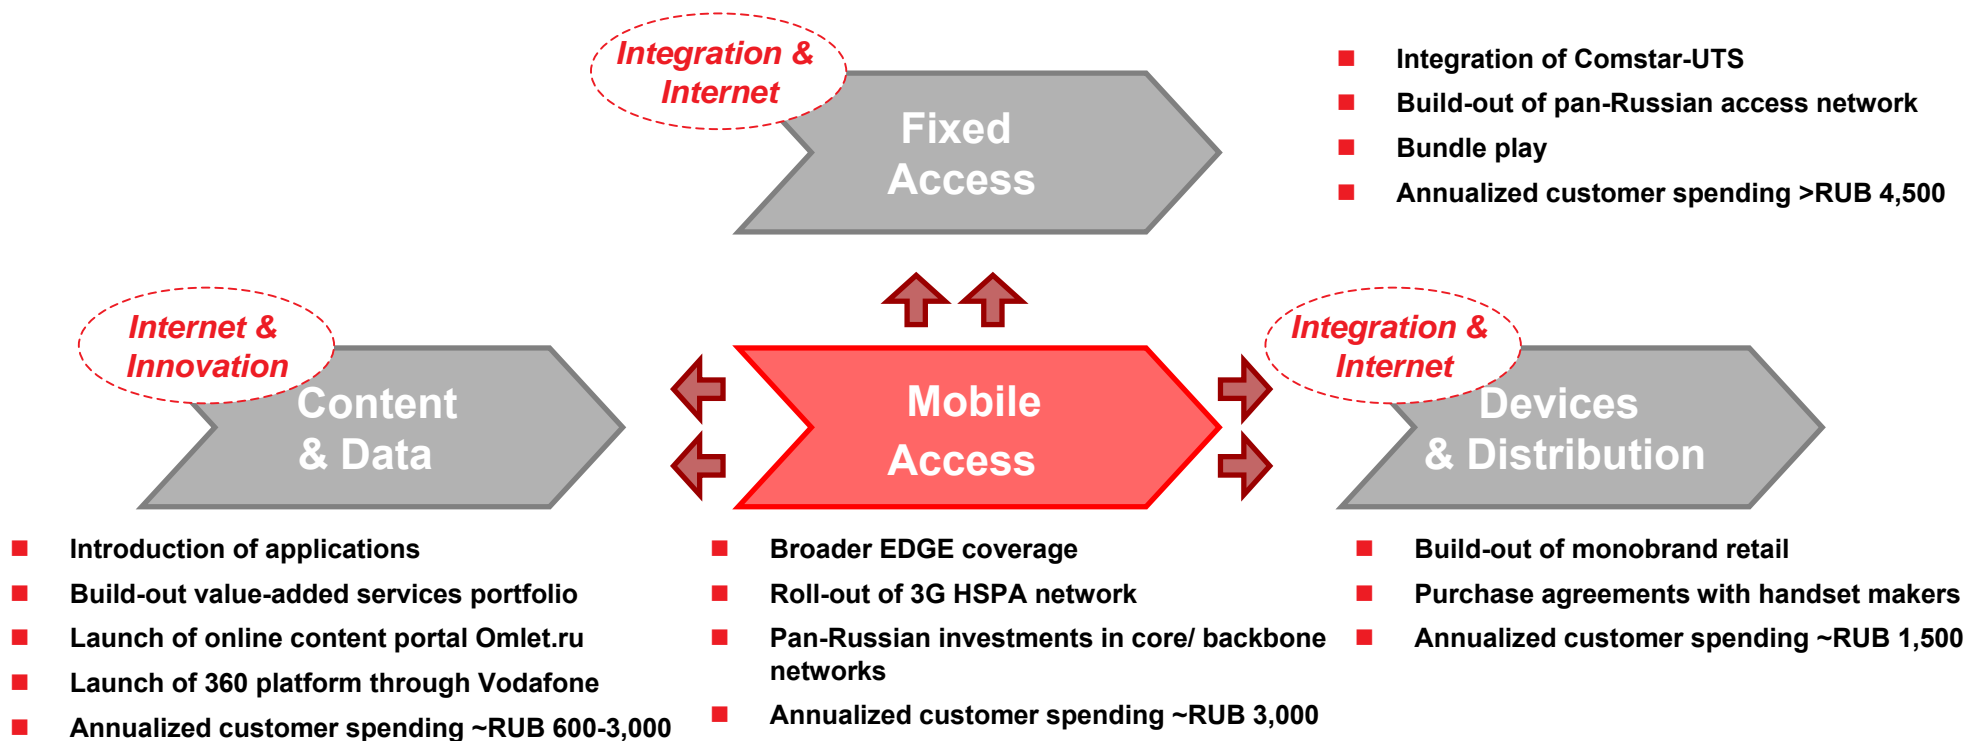 Integration &
Internet
Fixed
Access
Integration of Comstar-UTS
Build-out of pan-Russian access network
Bundle play
Annualized customer spending >RUB 4,500
Internet &
Innovation
Content
& Data
Mobile
Access
Integration &
Internet
Devices
& Distribution
Introduction of applications
Build-out value-added services portfolio
Launch of online content portal Omlet.ru
Launch of 360 platform through Vodafone
Annualized customer spending ~RUB 600-3,000
Broader EDGE coverage
Roll-out of 3G HSPA network
Pan-Russian investments in core/ backbone
networks
Annualized customer spending ~RUB 3,000
Build-out of monobrand retail
Purchase agreements with handset makers
Annualized customer spending ~RUB 1,500